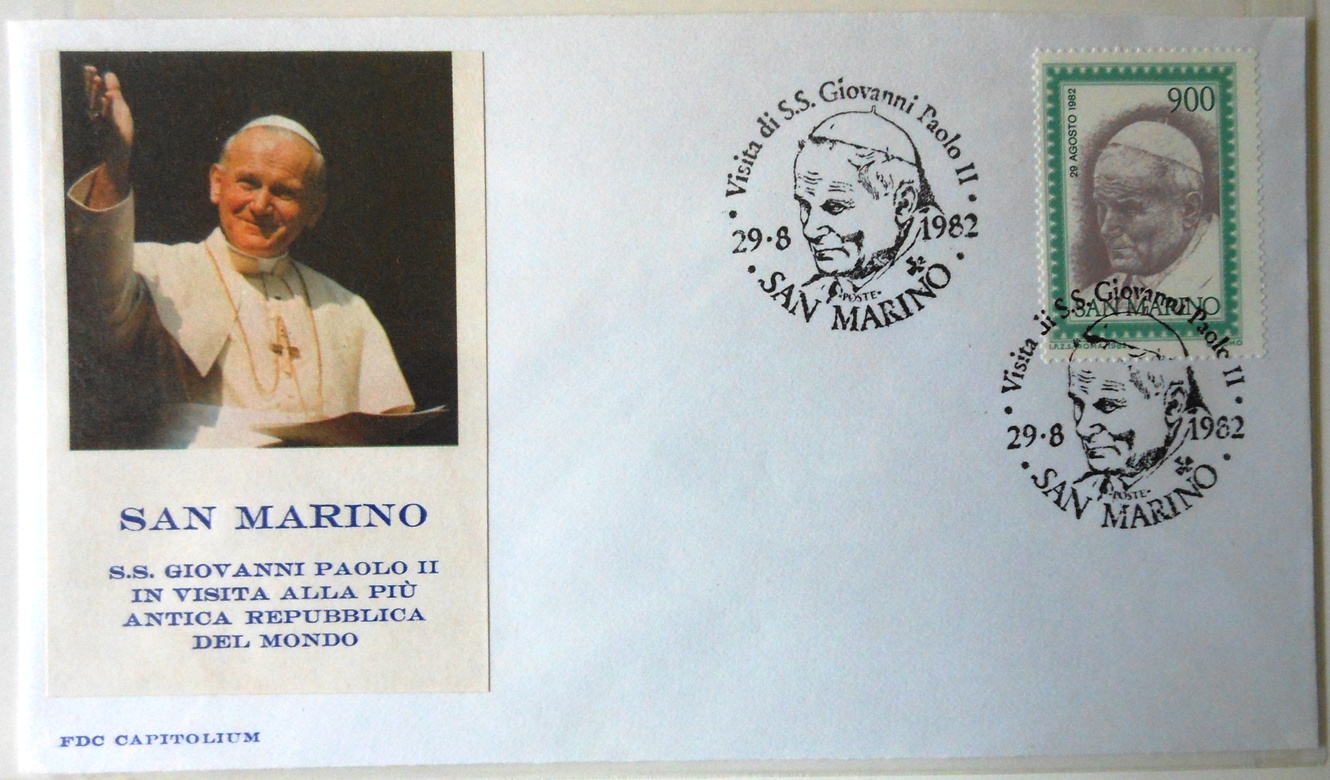 SAN MARINO
S.S. GIOVANNI PAOLO II
IN VISITA ALLA PIÙ
ANTICA REPUBBLICA
DEL MONDO
FDC CAPITOLIUM
Visita di S.S. Giovanni Paolo II
29·8 1982
·POSTE·
SAN MARINO
900
29 AGOSTO 1982
SAN MARINO
I.P.Z.S. ROMA 1982
Visita di S.S. Giovanni Paolo II
29·8 1982
·POSTE·
SAN MARINO